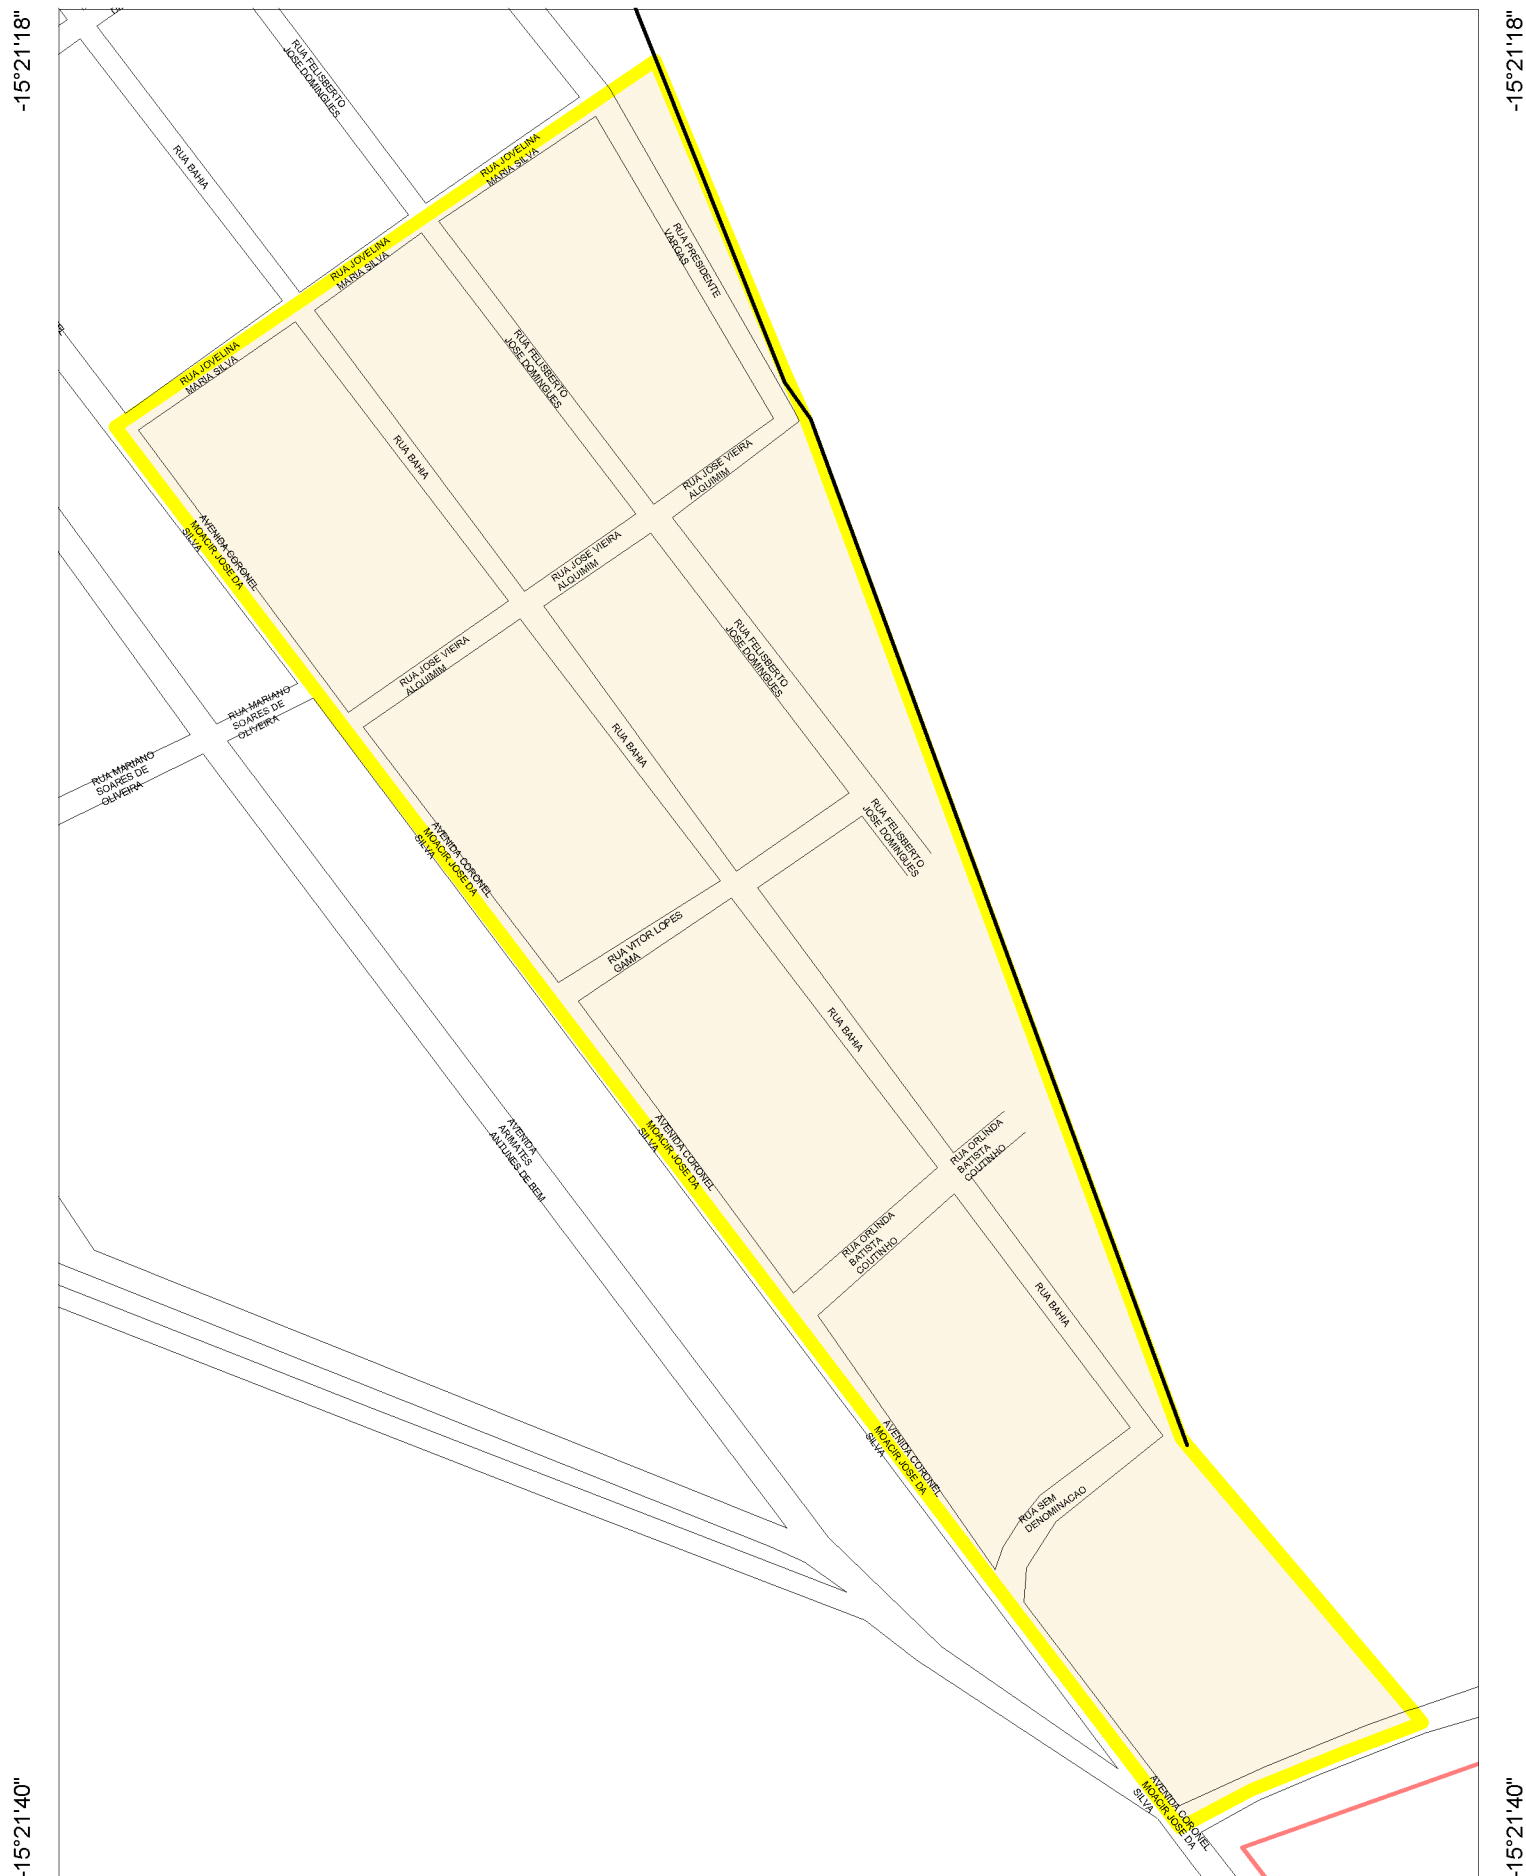 -15°21'18"
-15°21'18"
RUA FELISBERTO
JOSE DOMINGUES
RUA BAHIA
RUA JOVELINA
MARIA SILVA
RUA JOVELINA
MARIA SILVA
RUA JOVELINA
MARIA SILVA
RUA PRESIDENTE
VARGAS
RUA FELISBERTO
JOSE DOMINGUES
RUA BAHIA
RUA JOSE VIEIRA
ALQUIMIM
RUA JOSE VIEIRA
ALQUIMIM
RUA JOSE VIEIRA
ALQUIMIM
AVENIDA CORONEL
MOACIR JOSE DA
SILVA
RUA FELISBERTO
JOSE DOMINGUES
RUA MARIANO
SOARES DE
OLIVEIRA
RUA MARIANO
SOARES DE
OLIVEIRA
RUA BAHIA
RUA FELISBERTO
JOSE DOMINGUES
AVENIDA CORONEL
MOACIR JOSE DA
SILVA
RUA VITOR LOPES
GAMA
RUA BAHIA
AVENIDA
ARIMATES
ANTUNES DE BEM
AVENIDA CORONEL
MOACIR JOSE DA
SILVA
RUA ORLINDA
BATISTA
COUTINHO
RUA ORLINDA
BATISTA
COUTINHO
RUA BAHIA
AVENIDA CORONEL
MOACIR JOSE DA
SILVA
RUA SEM
DENOMINACAO
AVENIDA CORONEL
MOACIR JOSE DA
SILVA
-15°21'40"
-15°21'40"